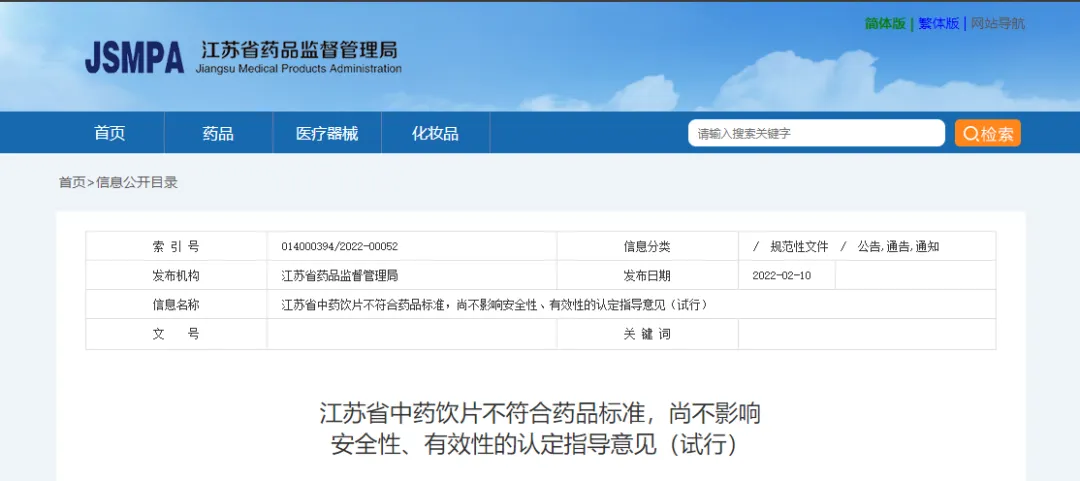 简体版 | 繁体版 | 网站导航
JSMPA 江苏省药品监督管理局
Jiangsu Medical Products Administration
首页 药品 医疗器械 化妆品 请输入搜索关键字 检索
首页>信息公开目录
索 引 号 014000394/2022-00052 信息分类 / 规范性文件 / 公告,通告,通知
发布机构 江苏省药品监督管理局 发布日期 2022-02-10
信息名称 江苏省中药饮片不符合药品标准，尚不影响安全性、有效性的认定指导意见（试行）
文 号 关 键 词
江苏省中药饮片不符合药品标准，尚不影响
安全性、有效性的认定指导意见（试行）